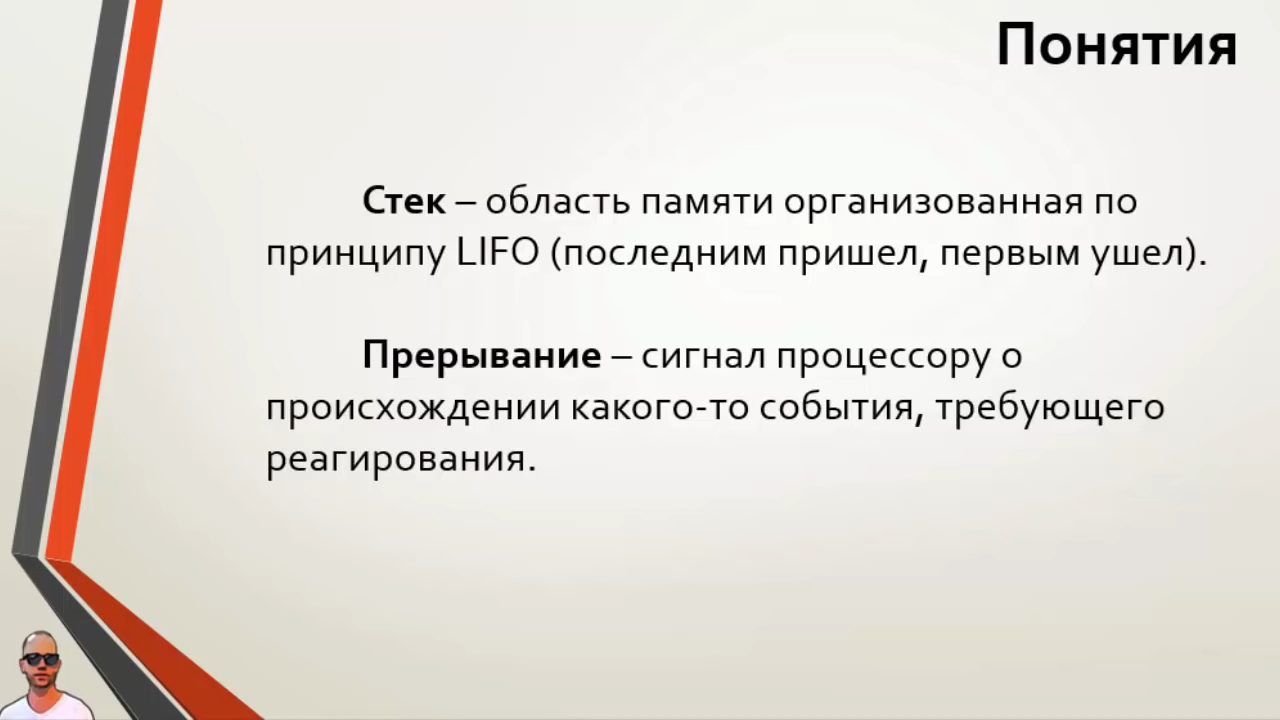 Понятия
Стек – область памяти организованная по
принципу LIFO (последним пришел, первым ушел).
Прерывание – сигнал процессору о
происхождении какого-то события, требующего
реагирования.